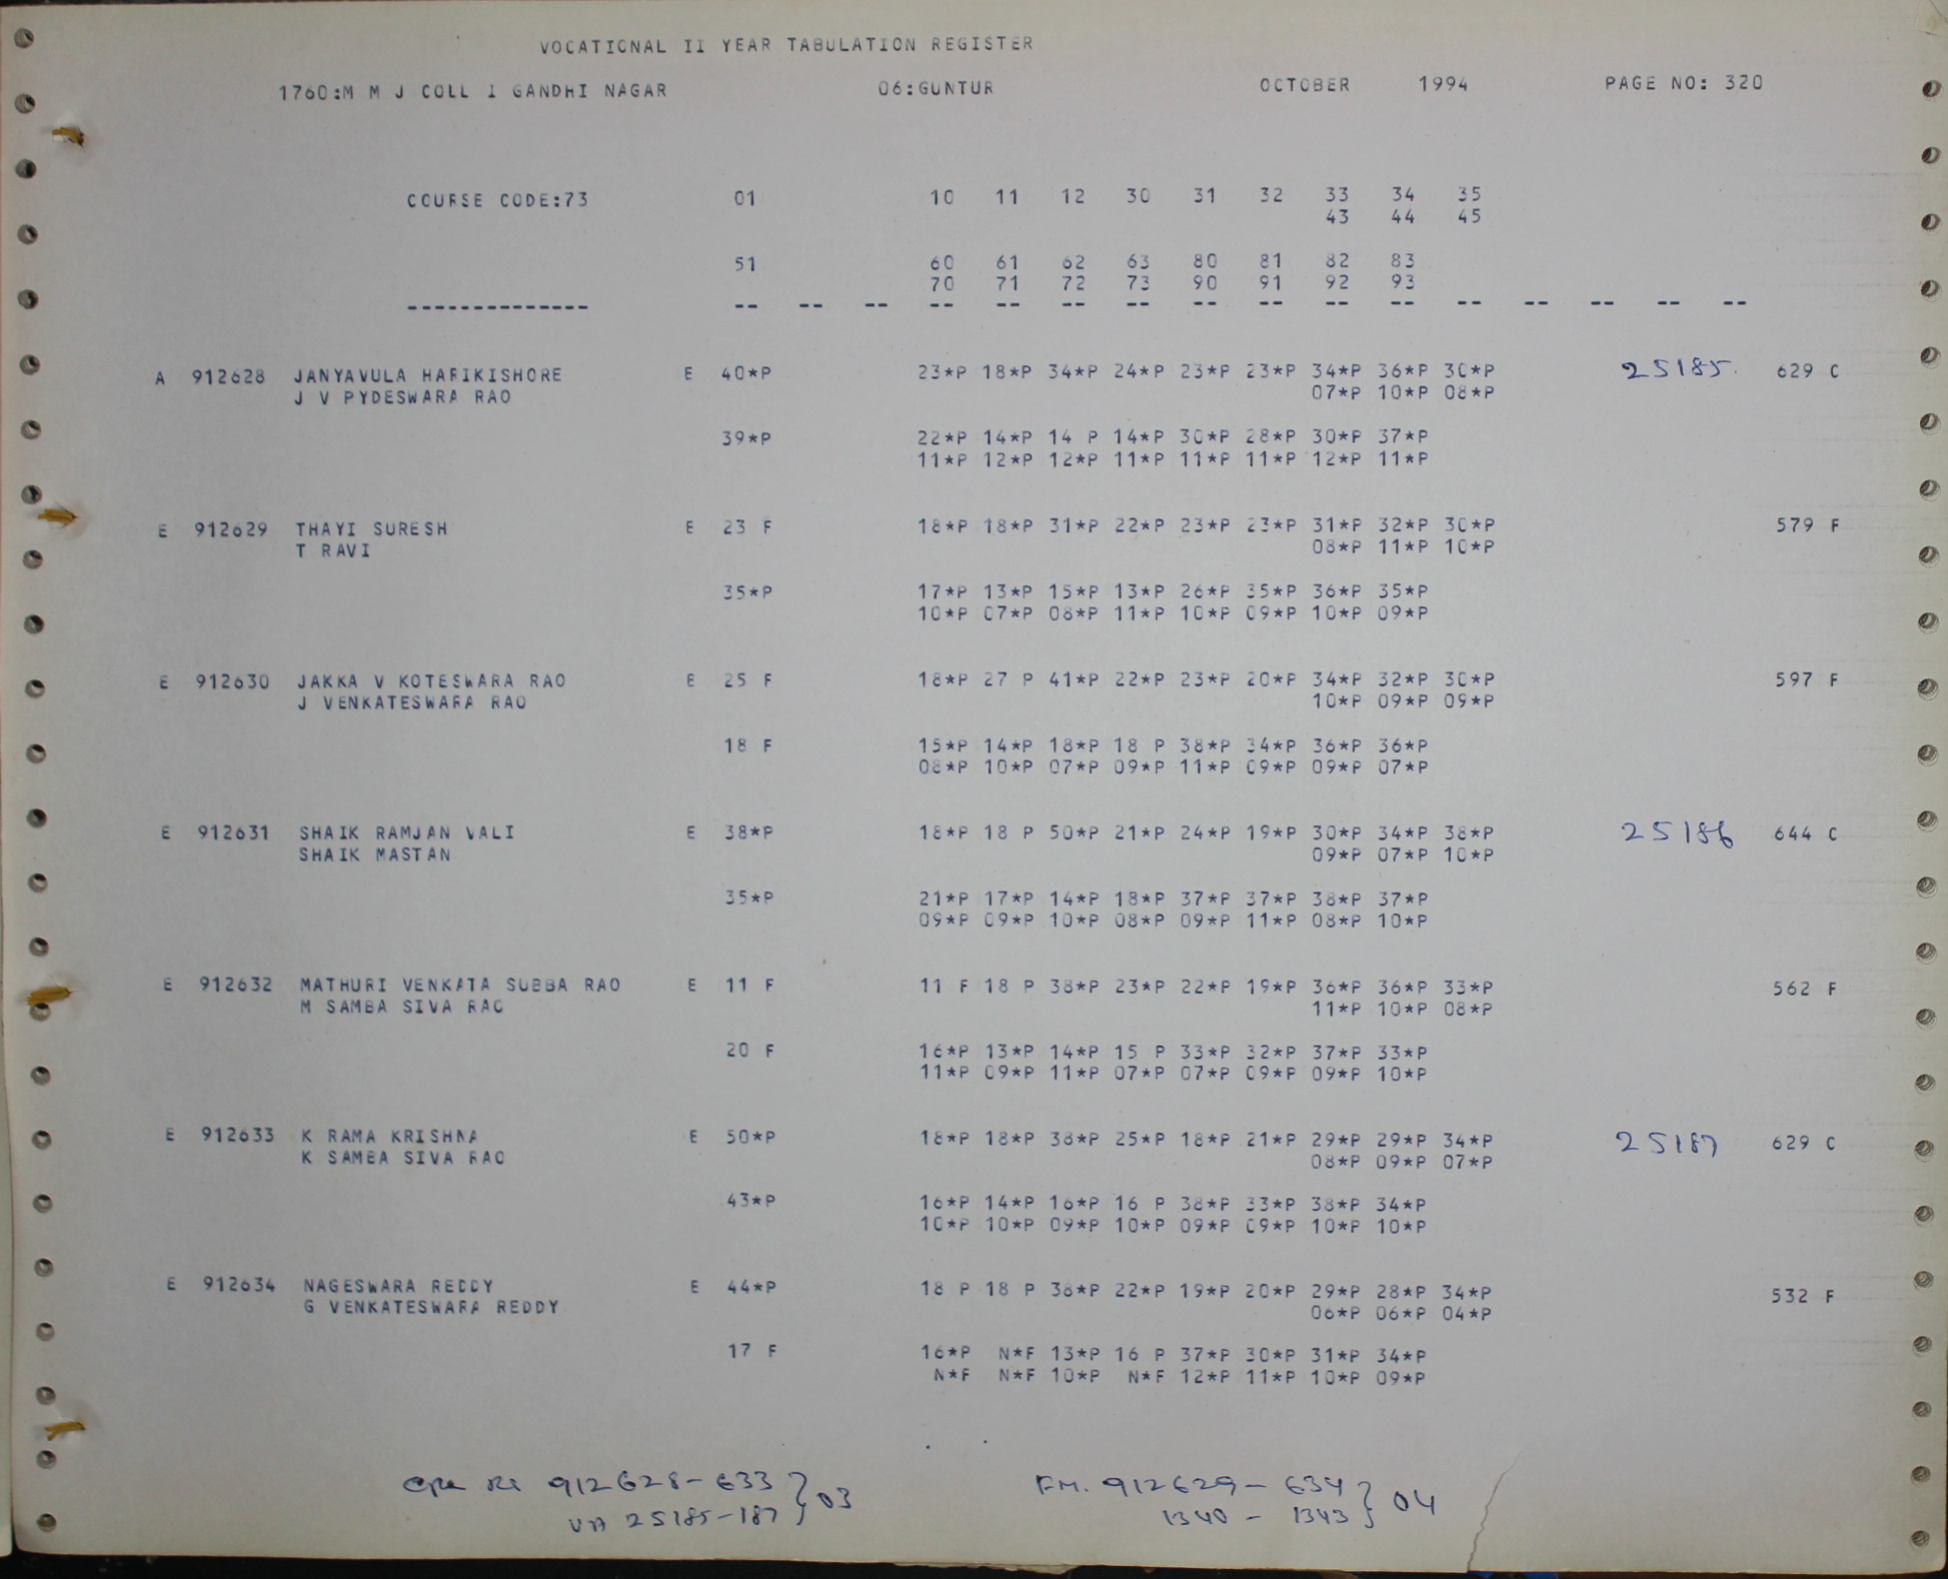 VOCATIONAL II YEAR TABULATION REGISTER
1760:M M J COLL I GANDHI NAGAR 06:GUNTUR OCTOBER 1994 PAGE NO: 320
COURSE CODE:73 01 10 11 12 30 31 32 33 34 35
43 44 45
51 60 61 62 63 80 81 82 83
70 71 72 73 90 91 92 93
-------------- -- -- -- -- -- -- -- -- -- -- -- -- -- -- -- --
A 912628 JANYAVULA HARIKISHORE E 40*P 23*P 18*P 34*P 24*P 23*P 23*P 34*P 36*P 30*P 25185 629 C
J V PYDESWARA RAO 07*P 10*P 08*P
39*P 22*P 14*P 14 P 14*P 30*P 28*P 30*P 37*P
11*P 12*P 12*P 11*P 11*P 11*P 12*P 11*P
E 912629 THAYI SURESH E 23 F 18*P 18*P 31*P 22*P 23*P 23*P 31*P 32*P 30*P 579 F
T RAVI 08*P 11*P 10*P
35*P 17*P 13*P 15*P 13*P 26*P 35*P 36*P 35*P
10*P 07*P 08*P 11*P 10*P 09*P 10*P 09*P
E 912630 JAKKA V KOTESWARA RAO E 25 F 18*P 27 P 41*P 22*P 23*P 20*P 34*P 32*P 30*P 597 F
J VENKATESWARA RAO 10*P 09*P 09*P
18 F 15*P 14*P 18*P 18 P 38*P 34*P 36*P 36*P
08*P 10*P 07*P 09*P 11*P 09*P 09*P 07*P
E 912631 SHAIK RAMJAN VALI E 38*P 18*P 18 P 50*P 21*P 24*P 19*P 30*P 34*P 38*P 25186 644 C
SHAIK MASTAN 09*P 07*P 10*P
35*P 21*P 17*P 14*P 18*P 37*P 37*P 38*P 37*P
09*P 09*P 10*P 08*P 09*P 11*P 08*P 10*P
E 912632 MATHURI VENKATA SUBBA RAO E 11 F 11 F 18 P 38*P 23*P 22*P 19*P 36*P 36*P 33*P 562 F
M SAMBA SIVA RAO 11*P 10*P 08*P
20 F 16*P 13*P 14*P 15 P 33*P 32*P 37*P 33*P
11*P 09*P 11*P 07*P 07*P 09*P 09*P 10*P
E 912633 K RAMA KRISHNA E 50*P 18*P 18*P 38*P 25*P 18*P 21*P 29*P 29*P 34*P 25187 629 C
K SAMBA SIVA RAO 08*P 09*P 07*P
43*P 16*P 14*P 16*P 16 P 38*P 33*P 38*P 34*P
10*P 10*P 09*P 10*P 09*P 09*P 10*P 10*P
E 912634 NAGESWARA REDDY E 44*P 18 P 18 P 38*P 22*P 19*P 20*P 29*P 28*P 34*P 532 F
G VENKATESWARA REDDY 06*P 06*P 04*P
17 F 16*P N*F 13*P 16 P 37*P 30*P 31*P 34*P
N*F N*F 10*P N*F 12*P 11*P 10*P 09*P
912628-633 } 03 FM. 912629-634 } 04
25185-187 1340 - 1343